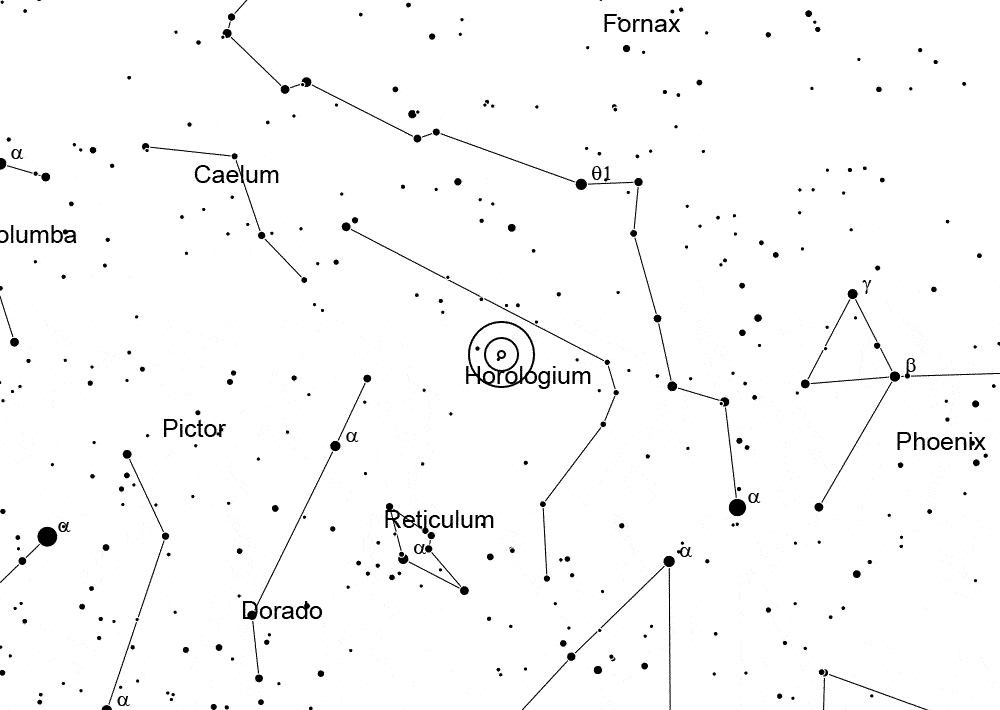 Fornax
α
Caelum
θ1
olumba
γ
Horologium
β
Pictor
α
Phoenix
α
α
Reticulum
α
α
Dorado
α